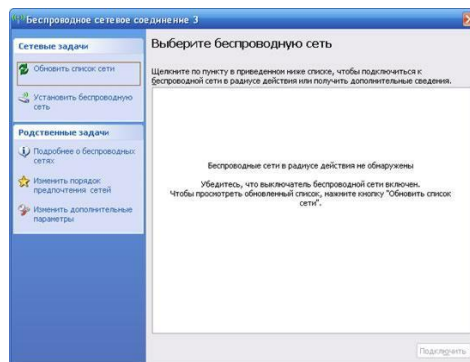 Беспроводное сетевое соединение 3
Сетевые задачи
Обновить список сети
Установить беспроводную
сеть
Родственные задачи
Подробнее о беспроводных
сетях
Изменить порядок
предпочтения сетей
Изменить дополнительные
параметры
Выберите беспроводную сеть
Щелкните по пункту в приведенном ниже списке, чтобы подключиться к
беспроводной сети в радиусе действия или получить дополнительные сведения.
Беспроводные сети в радиусе действия не обнаружены
Убедитесь, что выключатель беспроводной сети включен.
Чтобы просмотреть обновленный список, нажмите кнопку "Обновить список
сети".
Подключить